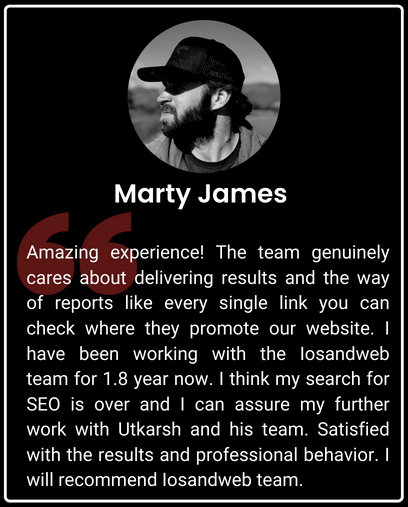 Marty James
Amazing experience! The team genuinely
cares about delivering results and the way
of reports like every single link you can
check where they promote our website. I
have been working with the Iosandweb
team for 1.8 year now. I think my search for
SEO is over and I can assure my further
work with Utkarsh and his team. Satisfied
with the results and professional behavior. I
will recommend Iosandweb team.